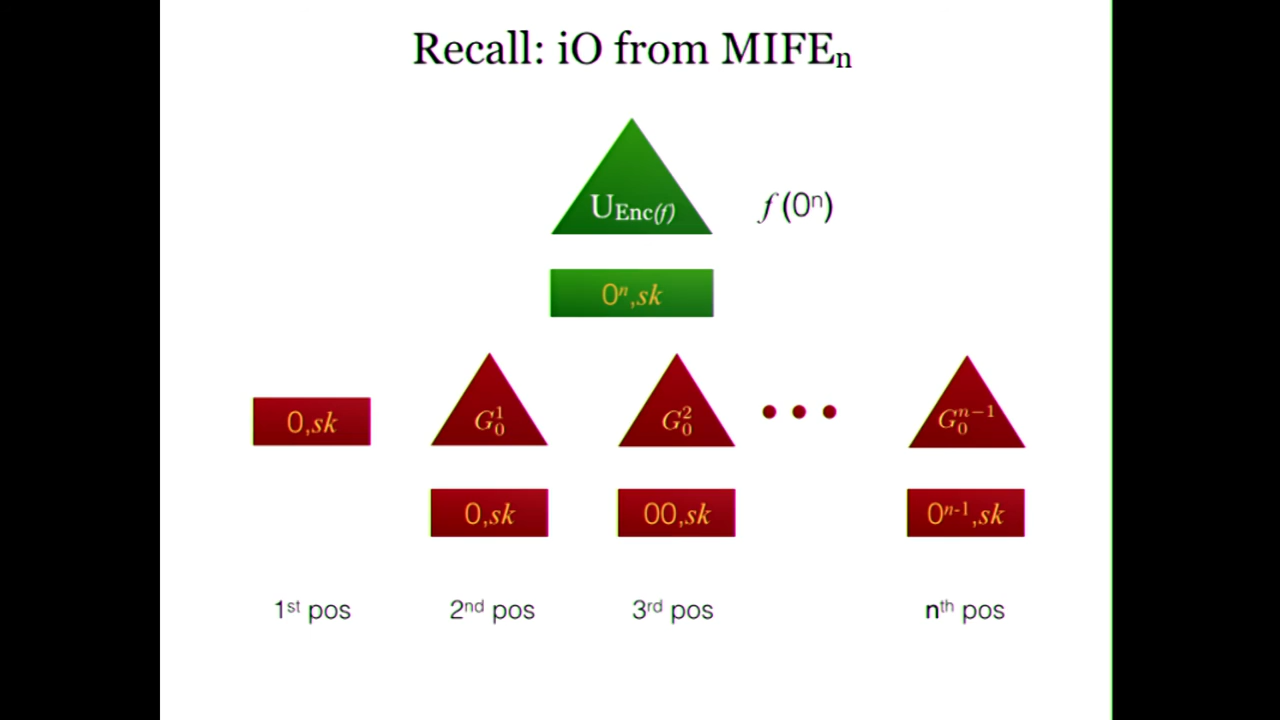 Recall: iO from MIFEₙ
U_Enc(f) f(0ⁿ)
0ⁿ,sk
0,sk G₀¹ G₀² G₀ⁿ⁻¹
0,sk 00,sk 0ⁿ⁻¹,sk
1ˢᵗ pos 2ⁿᵈ pos 3ʳᵈ pos nᵗʰ pos